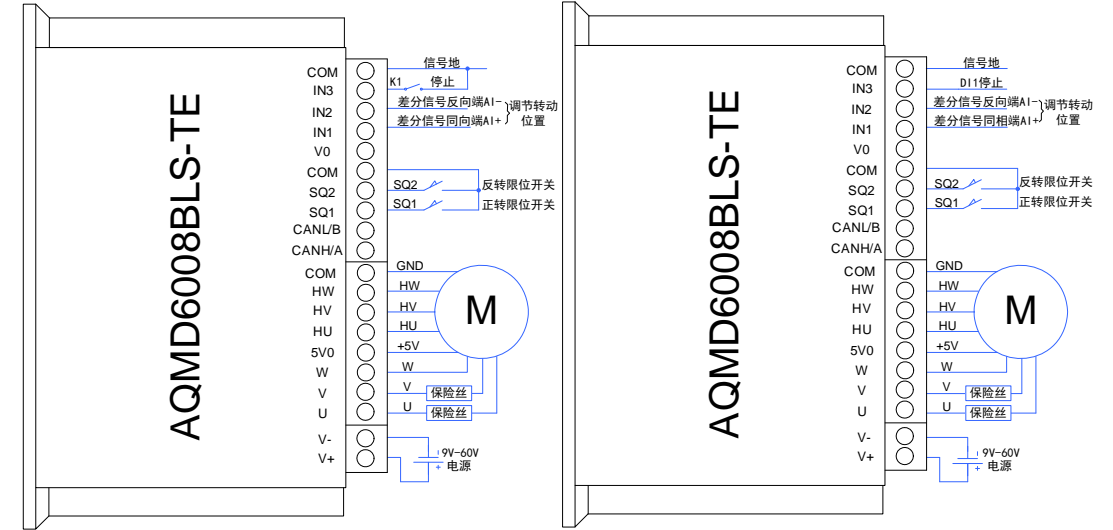 AQMD6008BLS-TE
COM 信号地
IN3 K1 停止
IN2 差分信号反向端AI-
IN1 差分信号同向端AI+
调节转动
位置
V0
COM
SQ2 SQ2 反转限位开关
SQ1 SQ1 正转限位开关
CANL/B
CANH/A
COM GND
HW HW
HV HV
HU HU
5V0 +5V
W W
V V 保险丝
U U 保险丝
M
V-
V+
9V-60V
+ 电源
AQMD6008BLS-TE
COM 信号地
IN3 DI1停止
IN2 差分信号反向端AI-
IN1 差分信号同相端AI+
调节转动
位置
V0
COM
SQ2 SQ2 反转限位开关
SQ1 SQ1 正转限位开关
CANL/B
CANH/A
COM GND
HW HW
HV HV
HU HU
5V0 +5V
W W
V V 保险丝
U U 保险丝
M
V-
V+
9V-60V
+ 电源